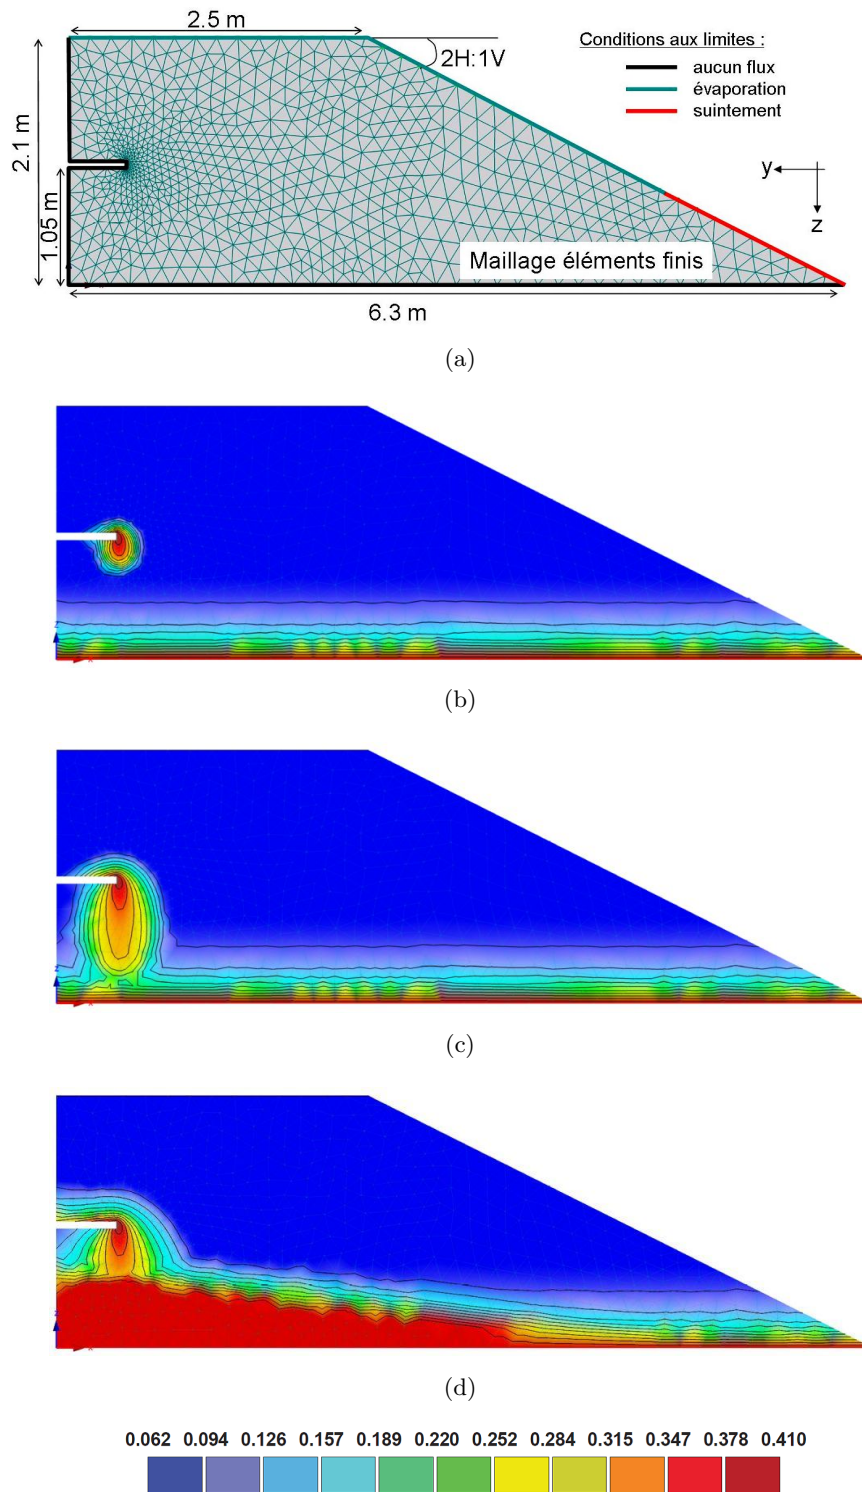 2.5 m
2H:1V
Conditions aux limites :
aucun flux
évaporation
suintement
2.1 m
1.05 m
y
z
Maillage éléments finis
6.3 m
(a)
z
x
(b)
z
x
(c)
z
x
(d)
0.062 0.094 0.126 0.157 0.189 0.220 0.252 0.284 0.315 0.347 0.378 0.410